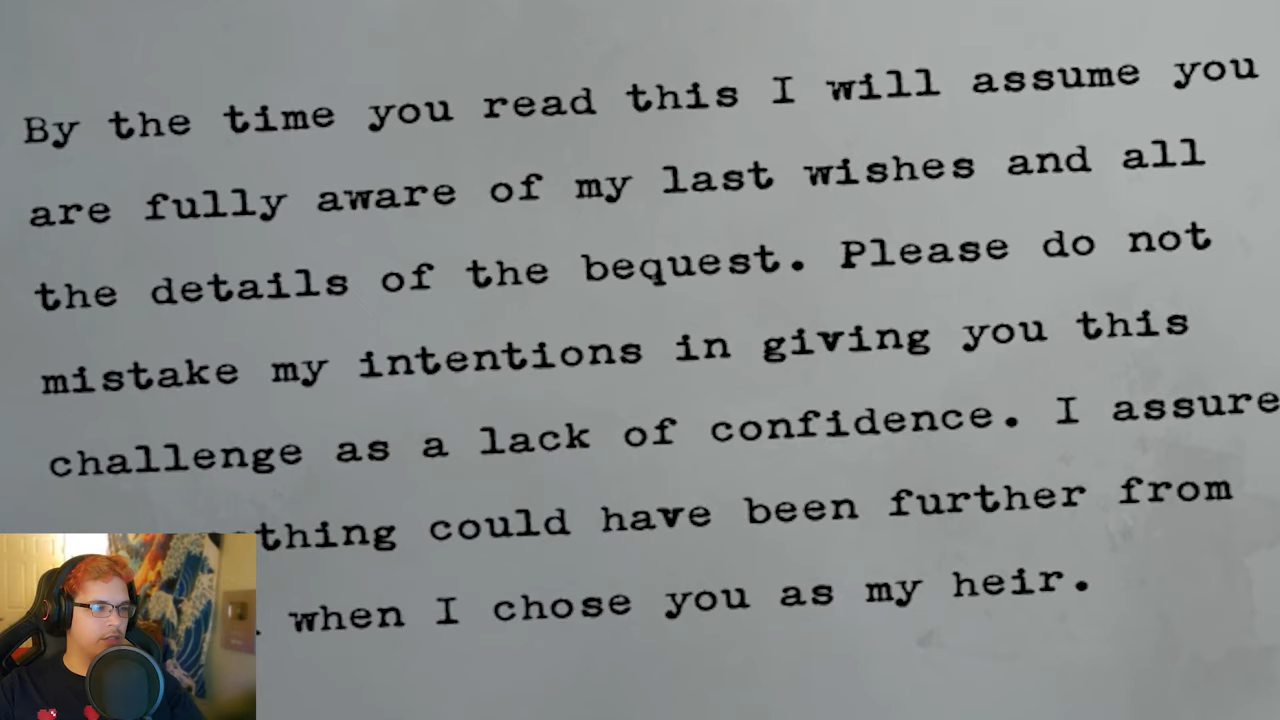 By the time you read this I will assume you
are fully aware of my last wishes and all
the details of the bequest. Please do not
mistake my intentions in giving you this
challenge as a lack of confidence. I assure
thing could have been further from
when I chose you as my heir.